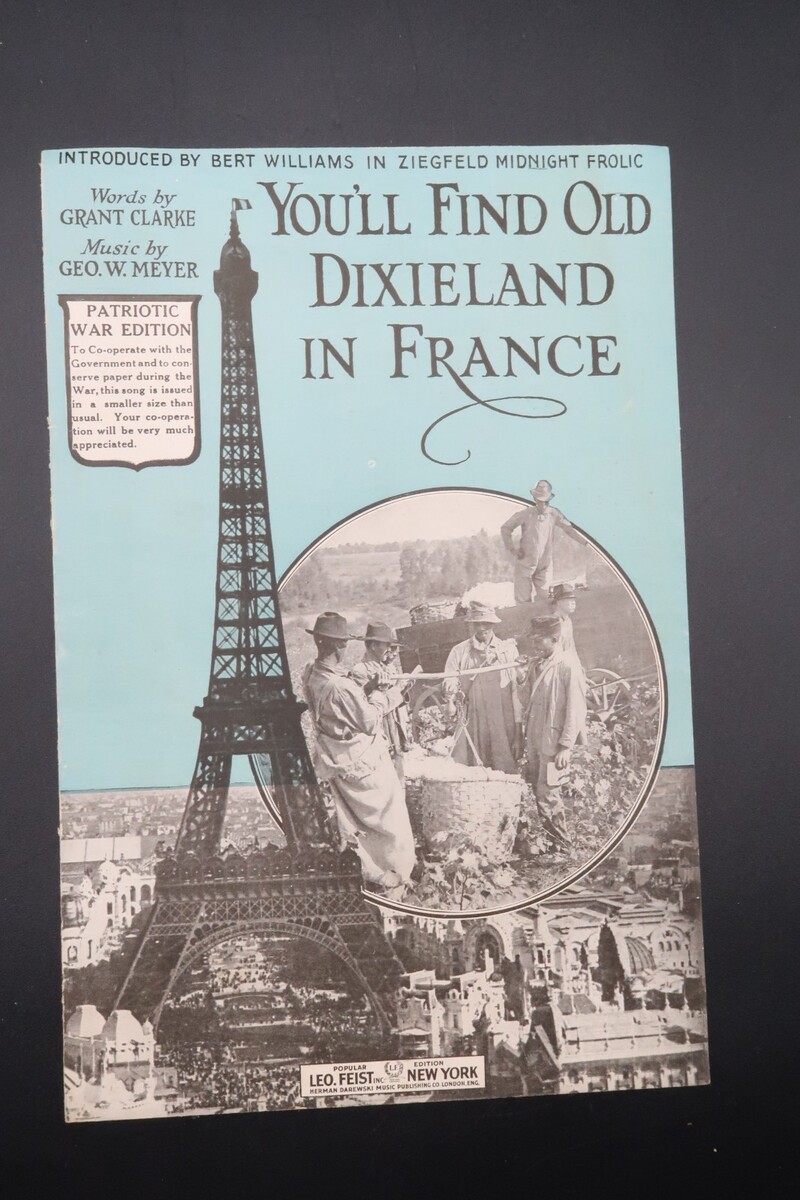 INTRODUCED BY BERT WILLIAMS IN ZIEGFELD MIDNIGHT FROLIC
Words by
GRANT CLARKE
Music by
GEO. W. MEYER
YOU'LL FIND OLD
DIXIELAND
IN FRANCE
PATRIOTIC
WAR EDITION
To Co-operate with the
Government and to con-
serve paper during the
War, this song is issued
in a smaller size than
usual. Your co-opera-
tion will be very much
appreciated.
POPULAR EDITION
LEO. FEIST INC. L.F. NEW YORK
HERMAN DAREWSKI MUSIC PUBLISHING CO. LONDON, ENG.